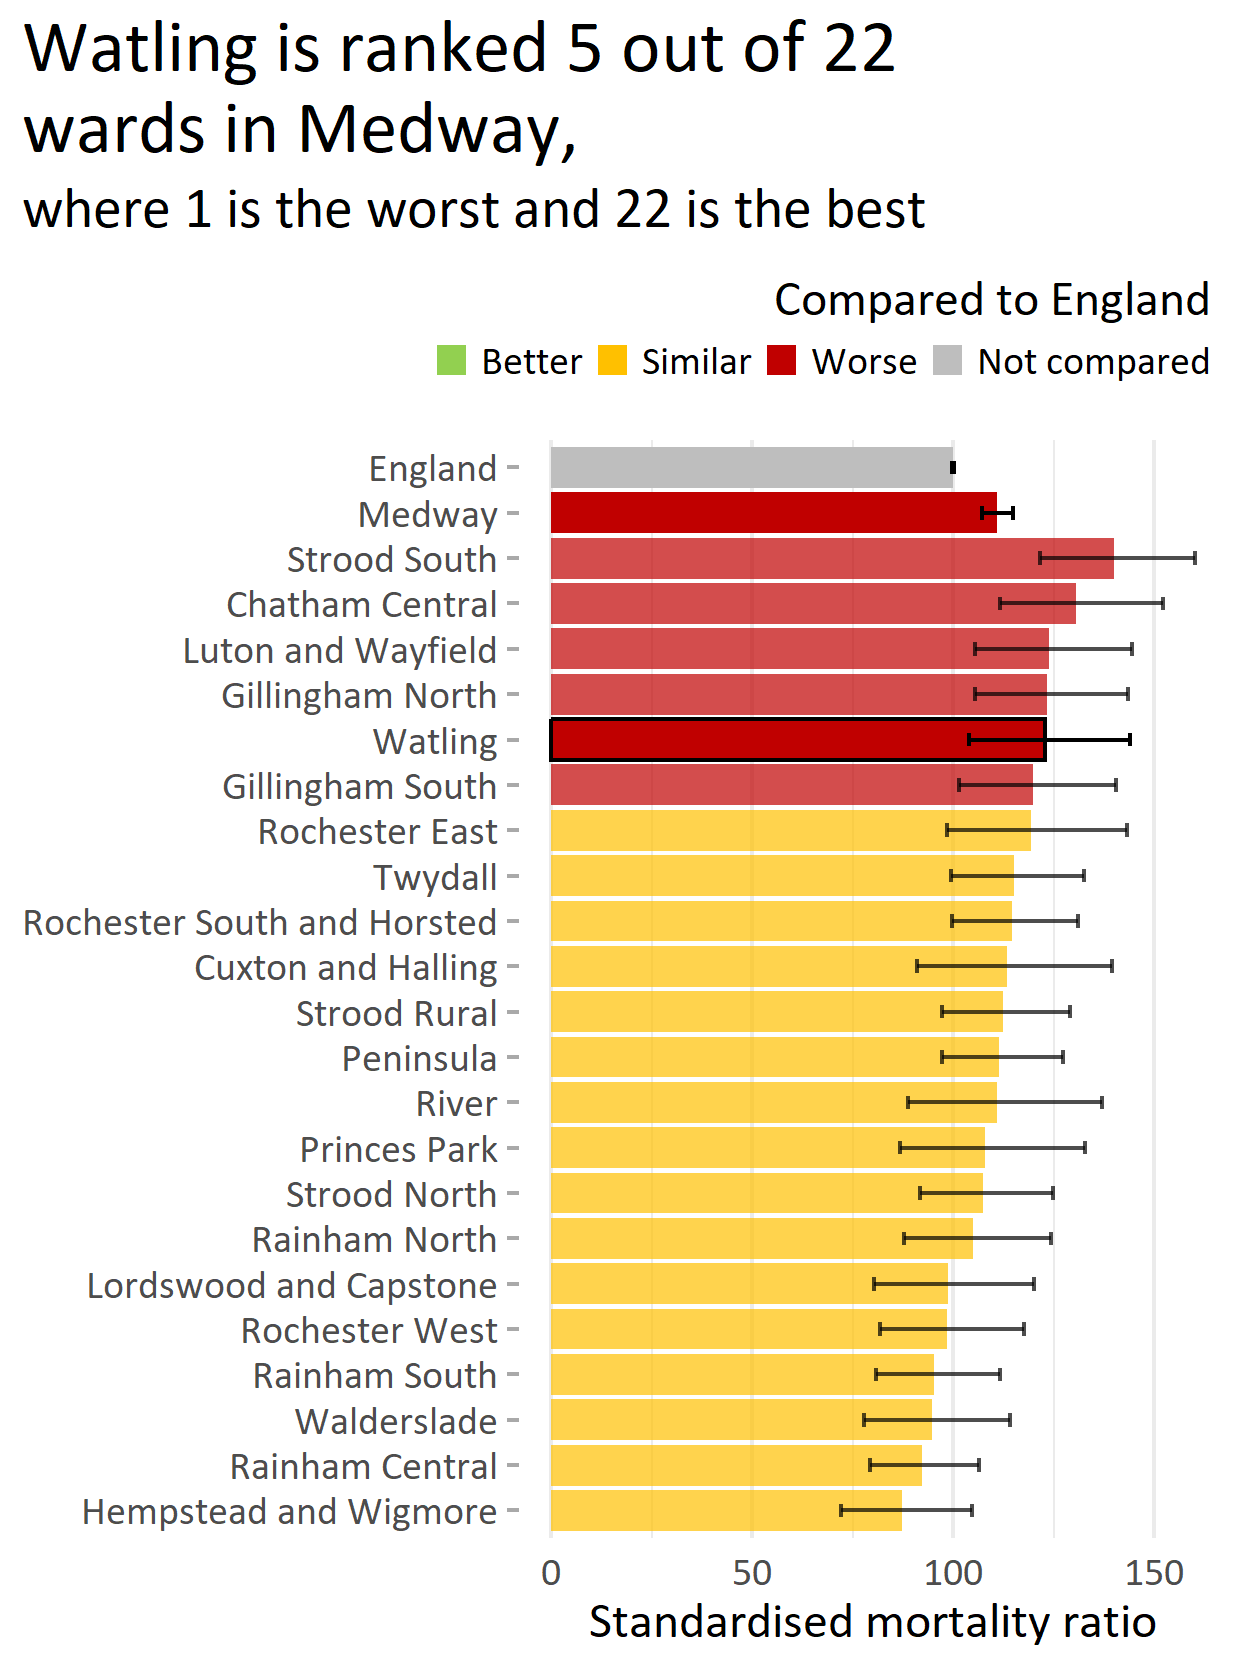 Watling is ranked 5 out of 22
wards in Medway,
where 1 is the worst and 22 is the best
Compared to England
Better Similar Worse Not compared
England
Medway
Strood South
Chatham Central
Luton and Wayfield
Gillingham North
Watling
Gillingham South
Rochester East
Twydall
Rochester South and Horsted
Cuxton and Halling
Strood Rural
Peninsula
River
Princes Park
Strood North
Rainham North
Lordswood and Capstone
Rochester West
Rainham South
Walderslade
Rainham Central
Hempstead and Wigmore
0 50 100 150
Standardised mortality ratio